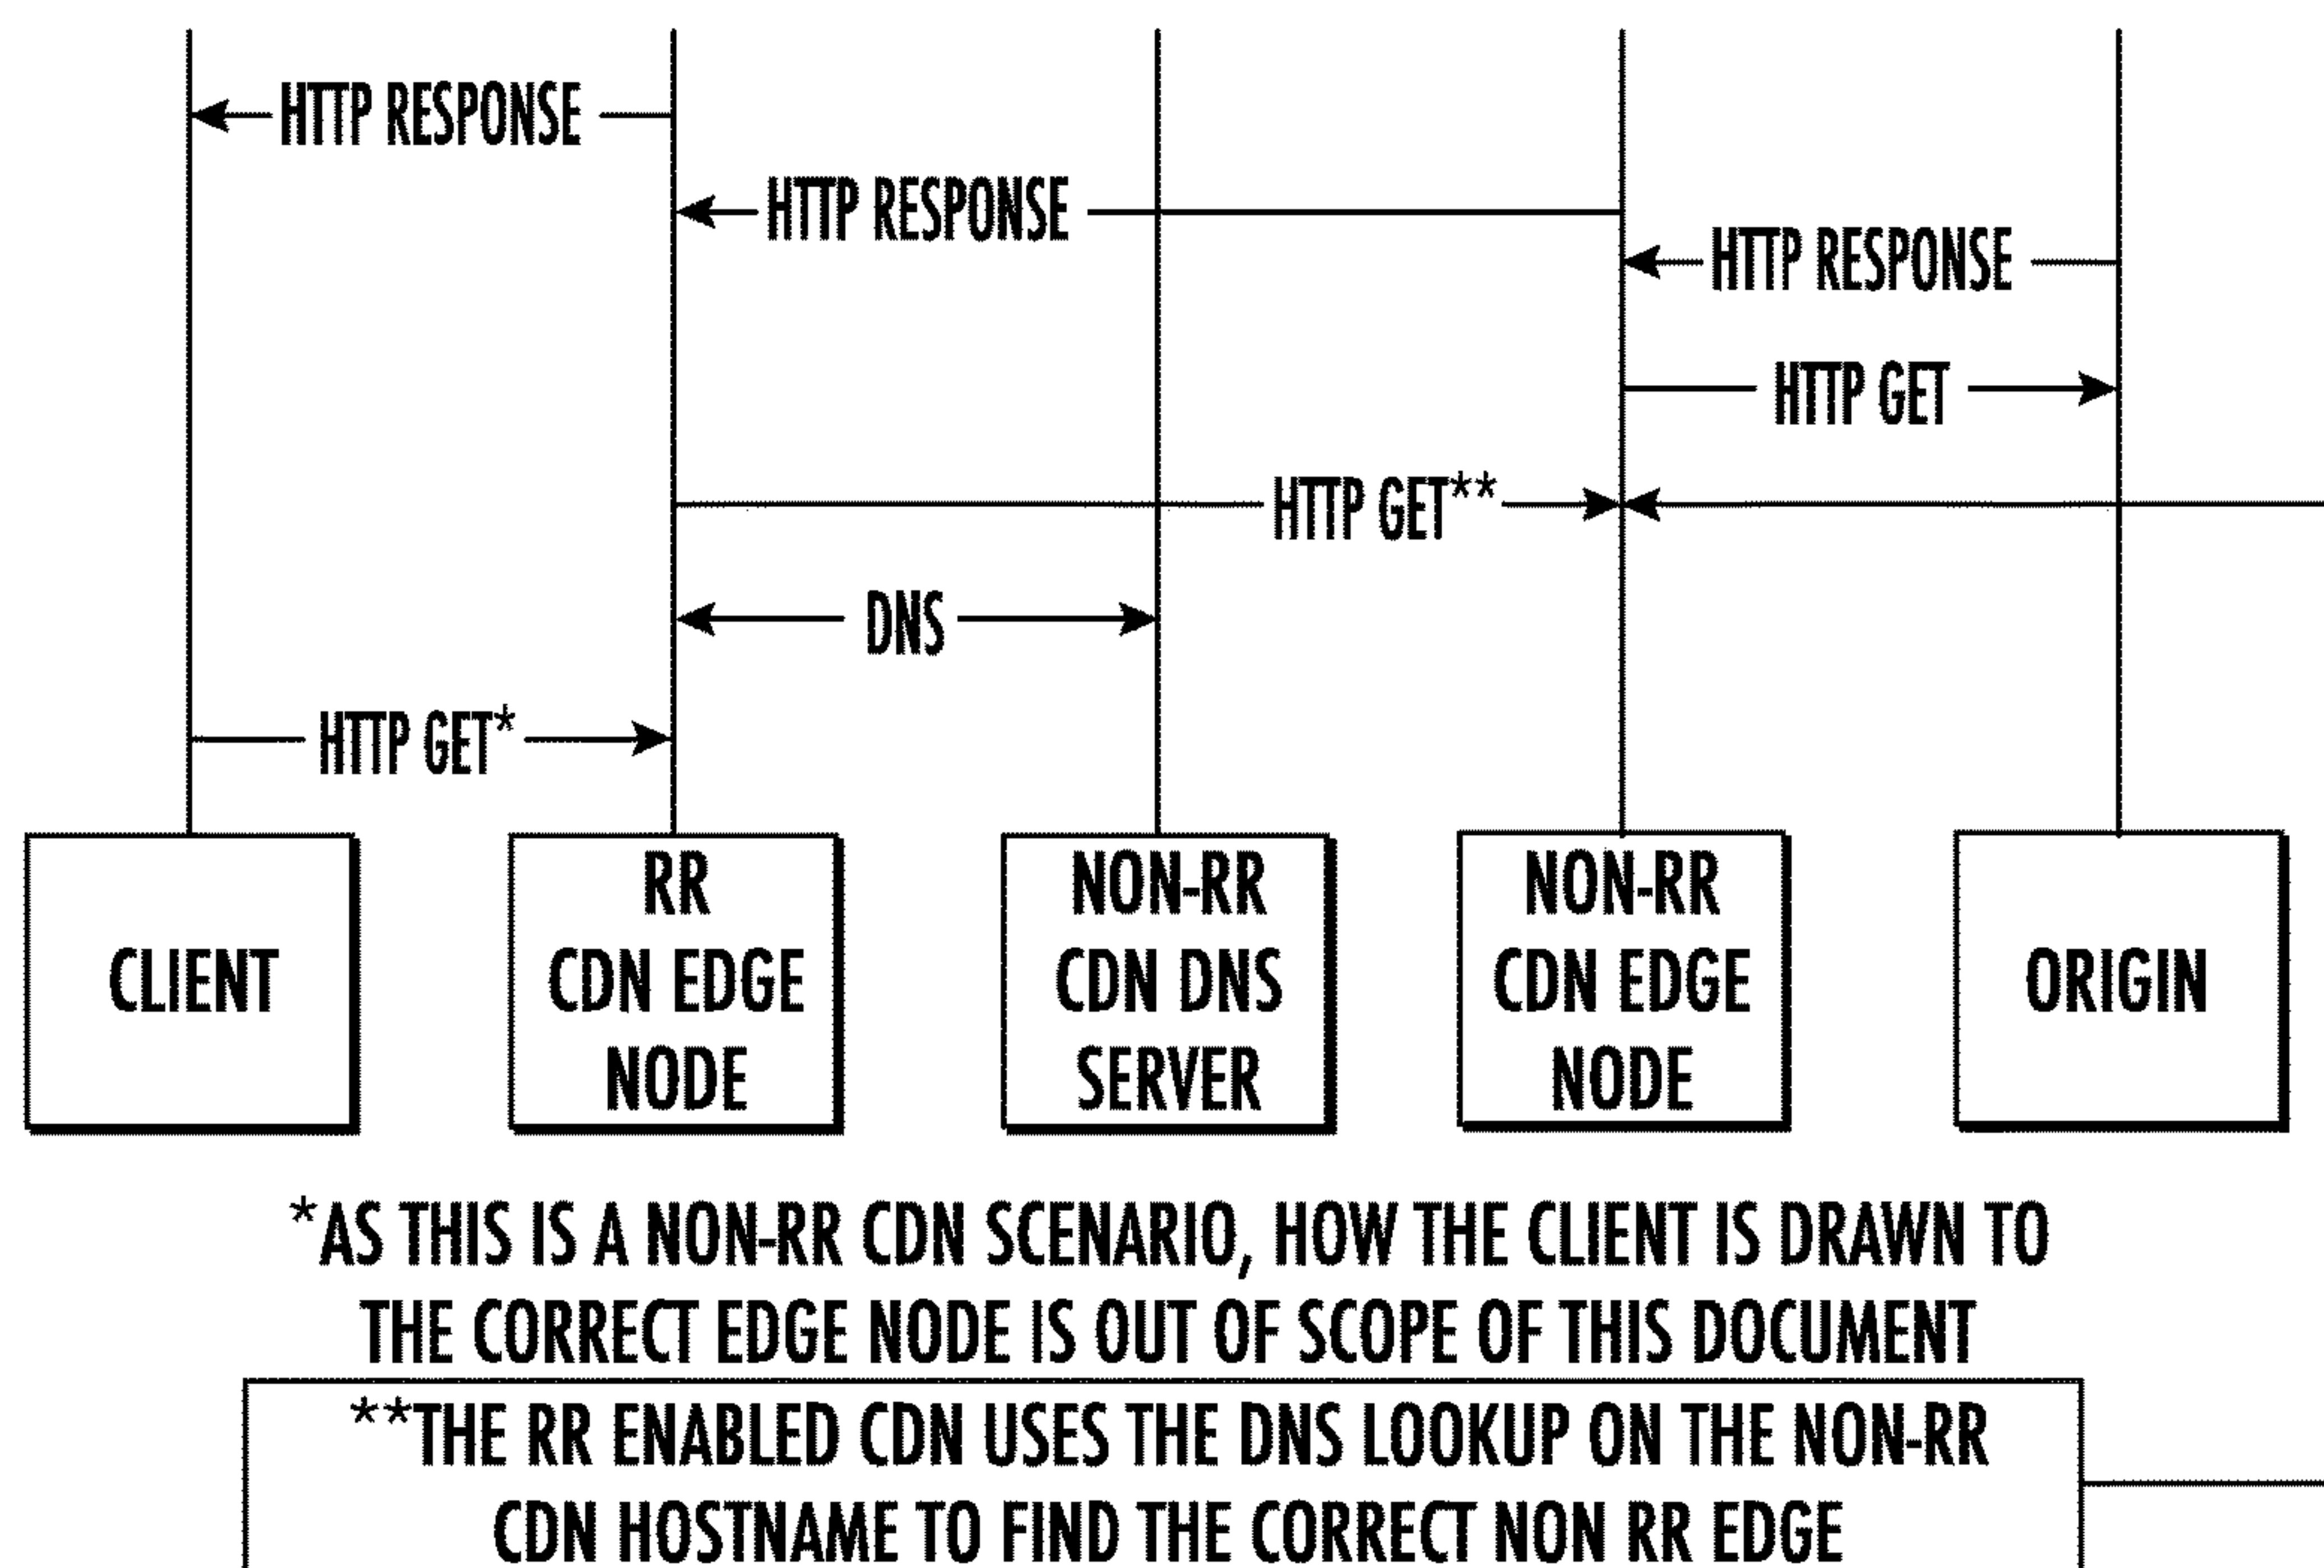 HTTP RESPONSE
HTTP RESPONSE
HTTP RESPONSE
HTTP GET
HTTP GET**
DNS
HTTP GET*
CLIENT
RR
CDN EDGE
NODE
NON-RR
CDN DNS
SERVER
NON-RR
CDN EDGE
NODE
ORIGIN
*AS THIS IS A NON-RR CDN SCENARIO, HOW THE CLIENT IS DRAWN TO
THE CORRECT EDGE NODE IS OUT OF SCOPE OF THIS DOCUMENT
**THE RR ENABLED CDN USES THE DNS LOOKUP ON THE NON-RR
CDN HOSTNAME TO FIND THE CORRECT NON RR EDGE